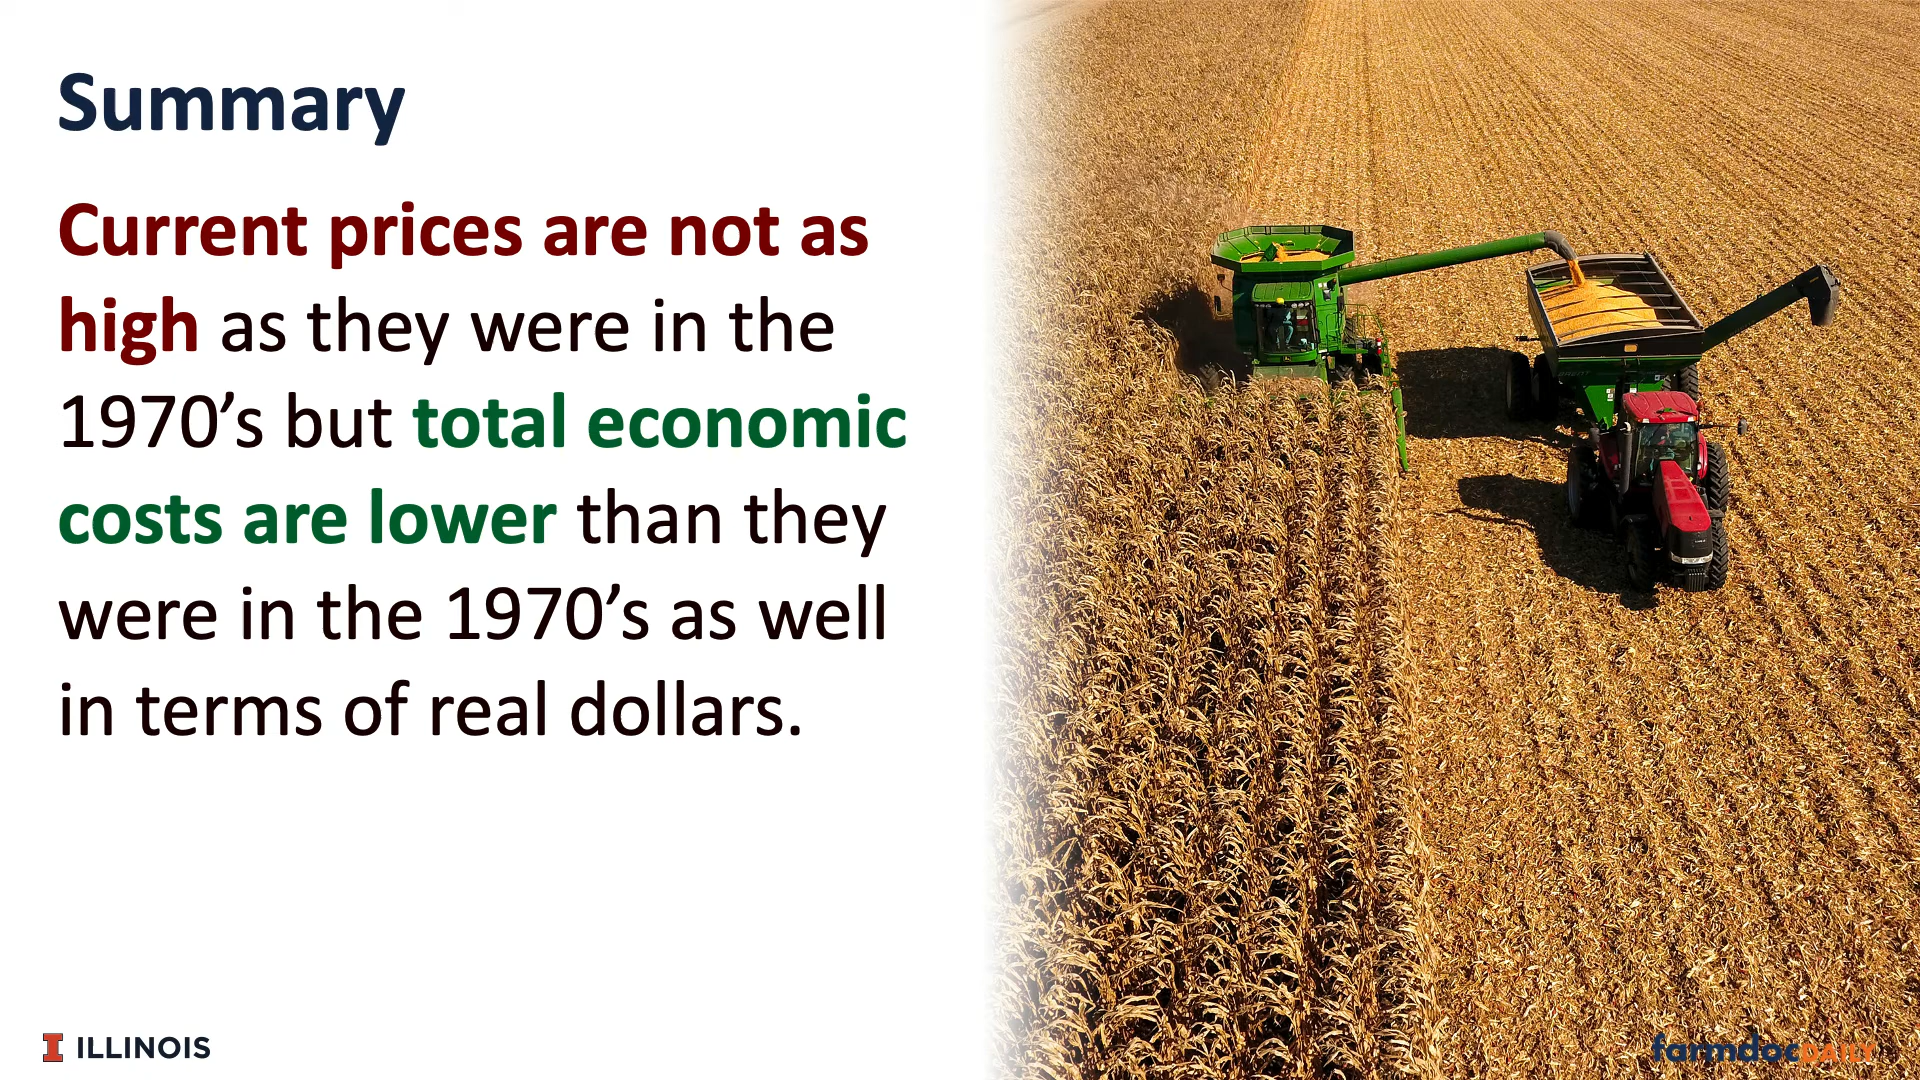 Summary
Current prices are not as
high as they were in the
1970’s but total economic
costs are lower than they
were in the 1970’s as well
in terms of real dollars.
I ILLINOIS
farmdocDAILY